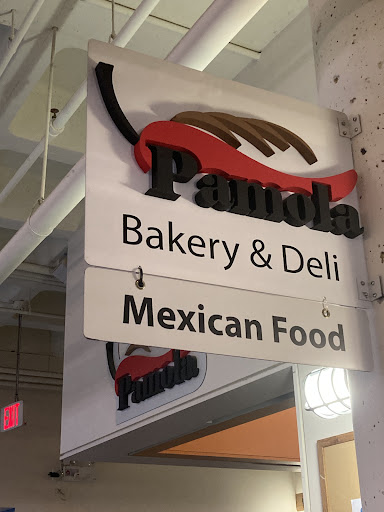 Pamola
Bakery & Deli
Mexican Food
Pamola
EXIT